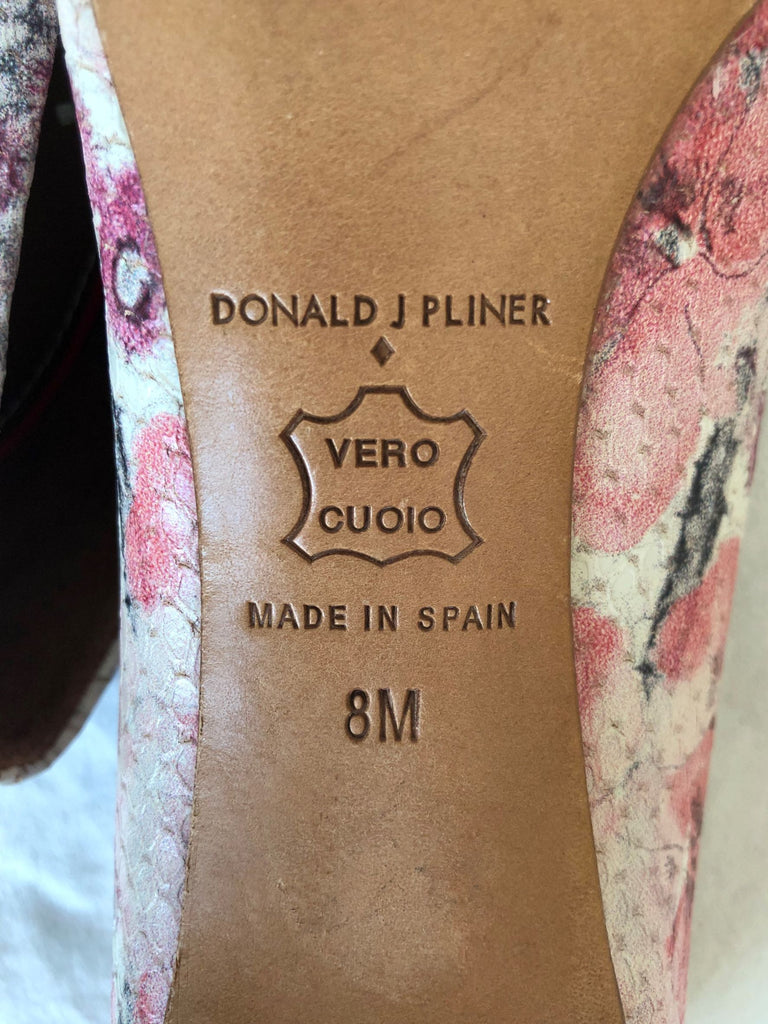 DONALD J PLINER
VERO
CUOIO
MADE IN SPAIN
8M